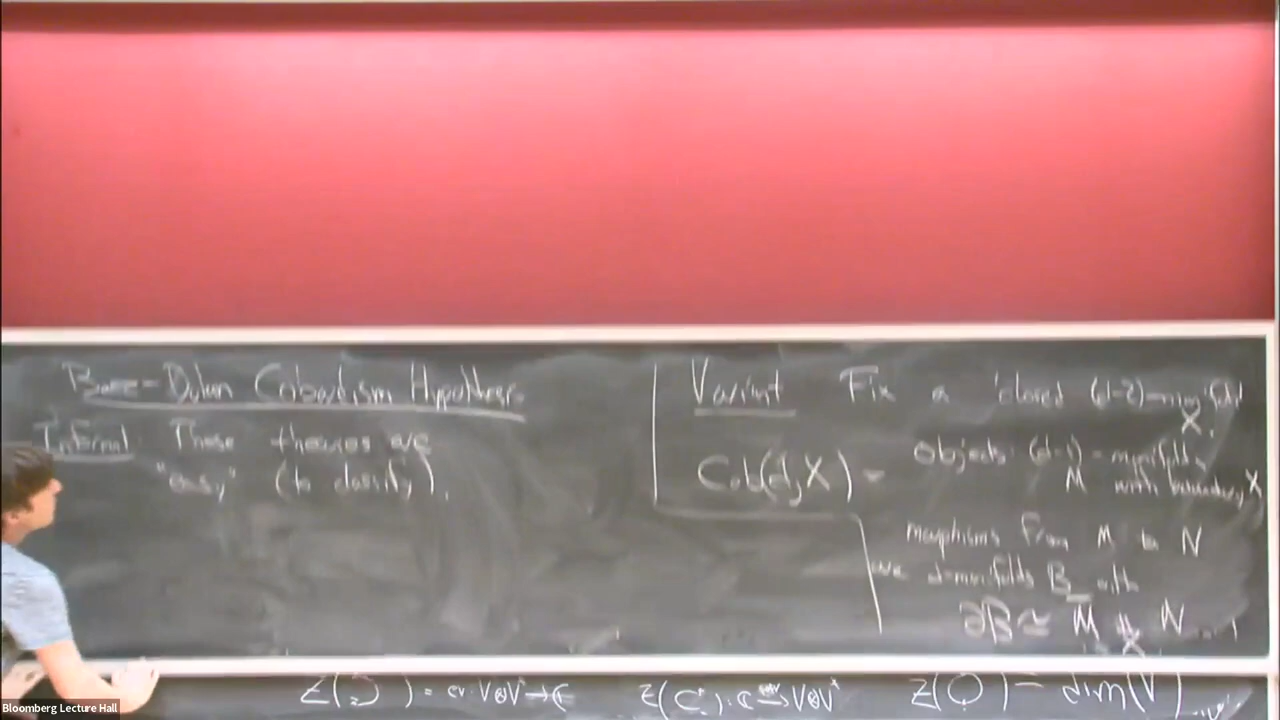 Baez-Dolan Cobordism Hypothesis
Informal: These theories are
"easy" (to classify).
Variant Fix a closed (d-2)-manifold
X.
Cob(d,X) = objects: (d-1)-manifolds
M with boundary X
morphisms from M to N
are d-manifolds B with
∂B ≃ M ⨿ N
X
) = ev: V⊗V* → C
V⊗V*
= dim(V)
Bloomberg Lecture Hall